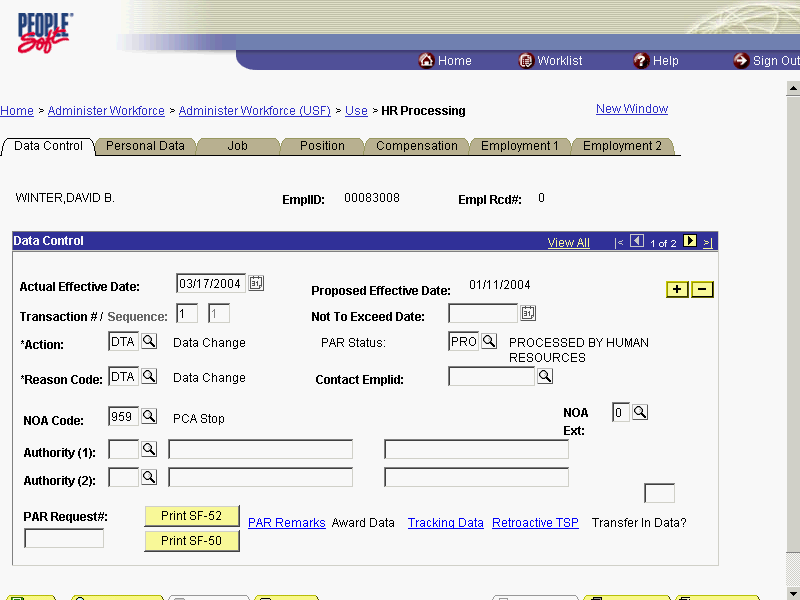 PEOPLE
Soft
Home Worklist Help Sign Out
Home > Administer Workforce > Administer Workforce (USF) > Use > HR Processing New Window
Data Control Personal Data Job Position Compensation Employment 1 Employment 2
WINTER,DAVID B. EmplID: 00083008 Empl Rcd#: 0
Data Control View All |< 1 of 2 >|
Actual Effective Date: 03/17/2004 31 Proposed Effective Date: 01/11/2004 + −
Transaction # / Sequence: 1 1 Not To Exceed Date: 31
*Action: DTA Data Change PAR Status: PRO PROCESSED BY HUMAN
RESOURCES
*Reason Code: DTA Data Change Contact Emplid:
NOA Code: 959 PCA Stop NOA 0
Ext:
Authority (1):
Authority (2):
PAR Request#: Print SF-52 PAR Remarks Award Data Tracking Data Retroactive TSP Transfer In Data?
Print SF-50